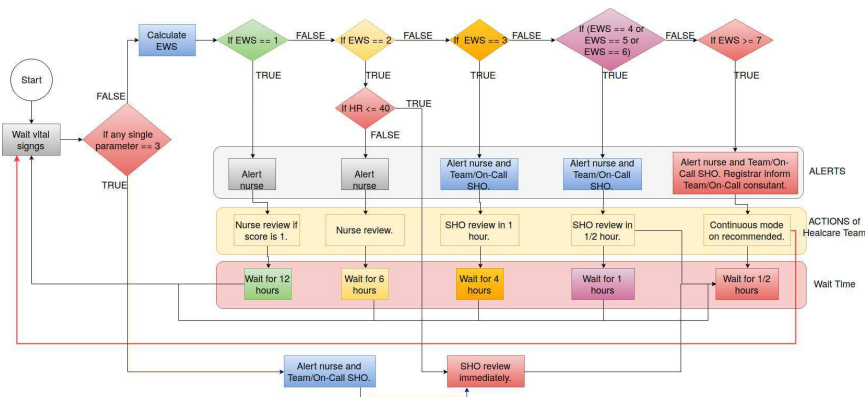 Calculate
EWS
If EWS == 1
FALSE
If EWS == 2
FALSE
If EWS == 3
FALSE
If (EWS == 4 or
EWS == 5 or
EWS == 6)
FALSE
If EWS >= 7
Start
FALSE
TRUE
TRUE
TRUE
TRUE
TRUE
Wait vital
signgs
If any single
parameter == 3
If HR <= 40
TRUE
FALSE
TRUE
Alert
nurse
Alert
nurse
Alert nurse and
Team/On-Call
SHO.
Alert nurse and
Team/On-Call
SHO.
Alert nurse and Team/On-
Call SHO. Registrar inform
Team/On-Call consutant.
ALERTS
Nurse review if
score is 1.
Nurse review.
SHO review in 1
hour.
SHO review in
1/2 hour.
Continuous mode
on recommended.
ACTIONS of
Healcare Team
Wait for 12
hours
Wait for 6
hours
Wait for 4
hours
Wait for 1
hours
Wait for 1/2
hours
Wait Time
Alert nurse and
Team/On-Call SHO.
SHO review
immediately.